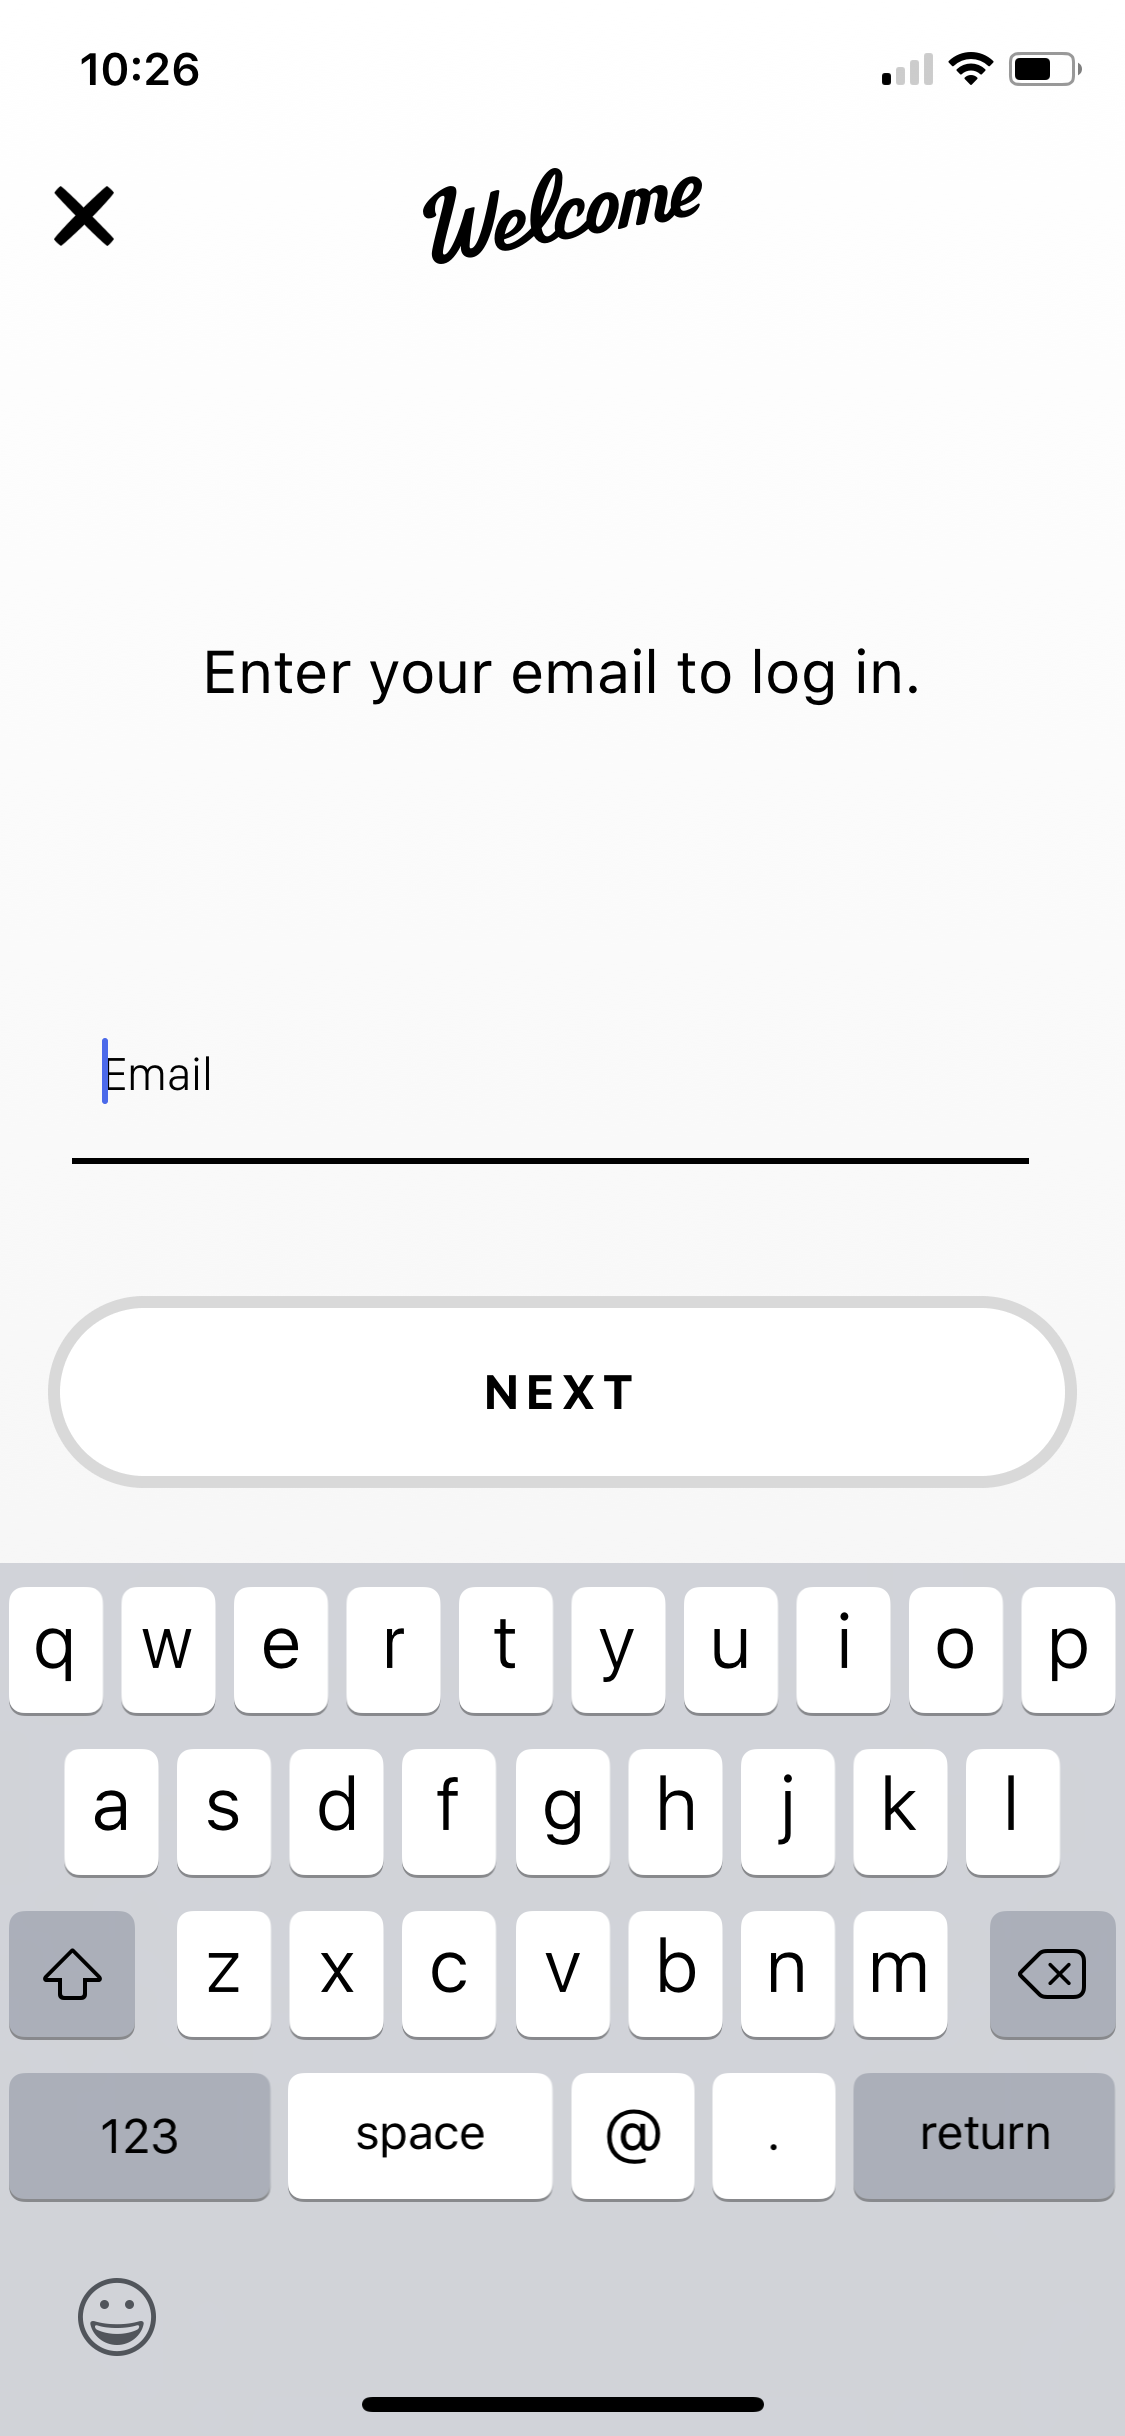 10:26
Welcome
Enter your email to log in.
Email
NEXT
q w e r t y u i o p
a s d f g h j k l
z x c v b n m
123 space @ . return